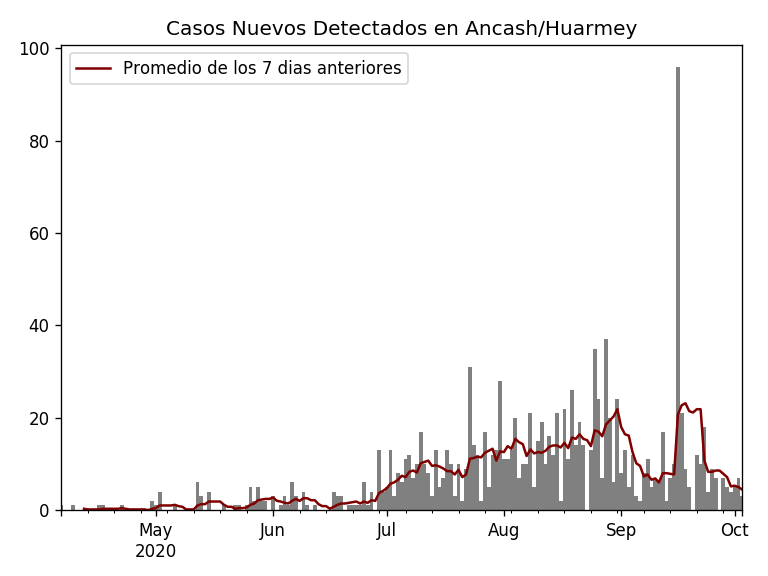 Casos Nuevos Detectados en Ancash/Huarmey
Promedio de los 7 dias anteriores
100
80
60
40
20
0
May Jun Jul Aug Sep Oct
2020